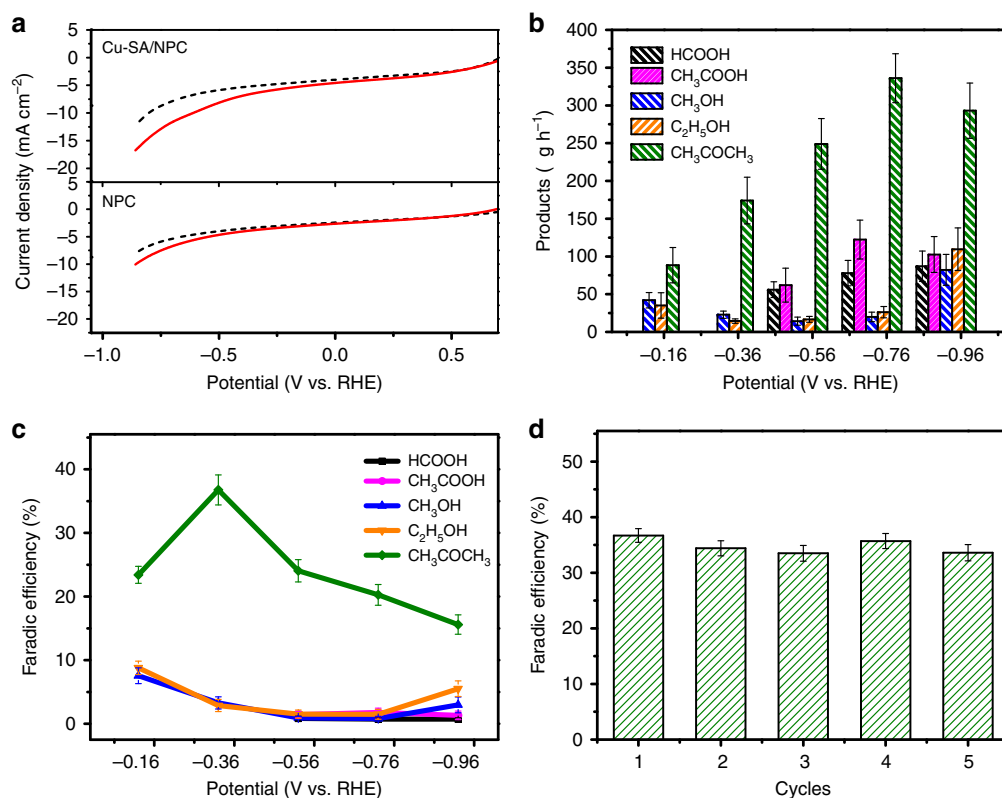 a
Cu-SA/NPC
5
0
−5
−10
−15
−20
NPC
5
0
−5
−10
−15
−20
−1.0
−0.5
0.0
0.5
Current density (mA cm−2)
Potential (V vs. RHE)
b
HCOOH
CH3COOH
CH3OH
C2H5OH
CH3COCH3
400
350
300
250
200
150
100
50
0
−0.16
−0.36
−0.56
−0.76
−0.96
Products ( g h−1)
Potential (V vs. RHE)
c
HCOOH
CH3COOH
CH3OH
C2H5OH
CH3COCH3
40
30
20
10
0
−0.16
−0.36
−0.56
−0.76
−0.96
Faradic efficiency (%)
Potential (V vs. RHE)
d
50
40
30
20
10
0
1
2
3
4
5
Faradic efficiency (%)
Cycles